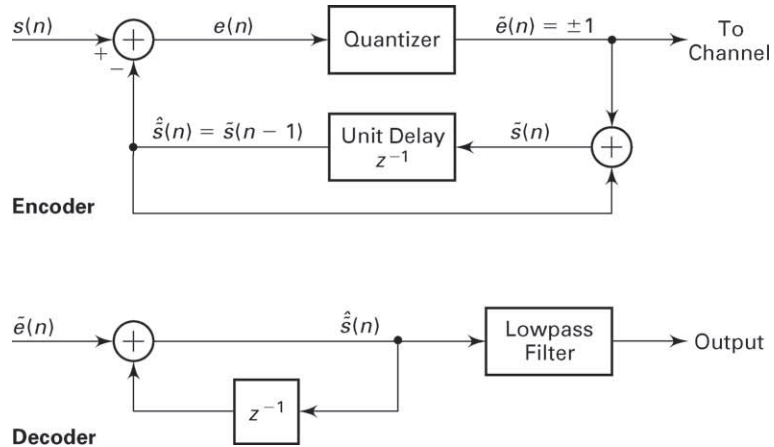 s(n)
+
−
+
e(n)
Quantizer
ẽ(n) = ±1
To
Channel
ŝ̃(n) = s̃(n − 1)
Unit Delay
z⁻¹
s̃(n)
+
Encoder
ẽ(n)
+
ŝ̃(n)
Lowpass
Filter
Output
z⁻¹
Decoder